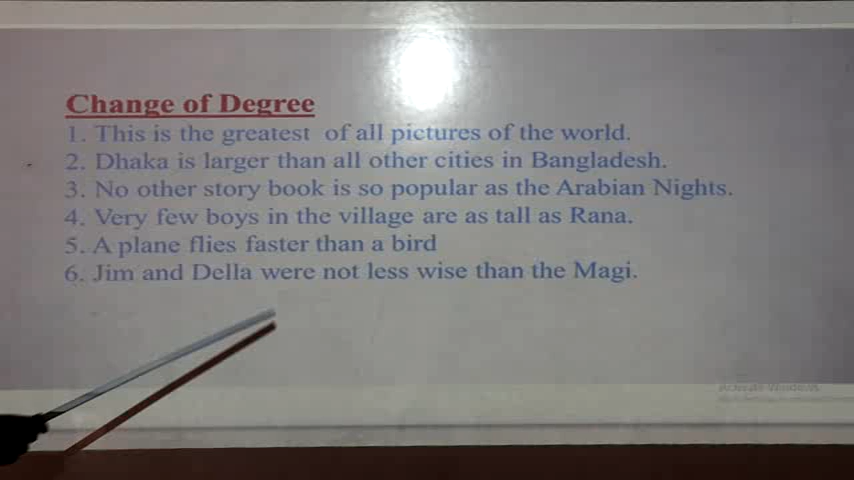 Change of Degree
1. This is the greatest of all pictures of the world.
2. Dhaka is larger than all other cities in Bangladesh.
3. No other story book is so popular as the Arabian Nights.
4. Very few boys in the village are as tall as Rana.
5. A plane flies faster than a bird
6. Jim and Della were not less wise than the Magi.
Activate Windows